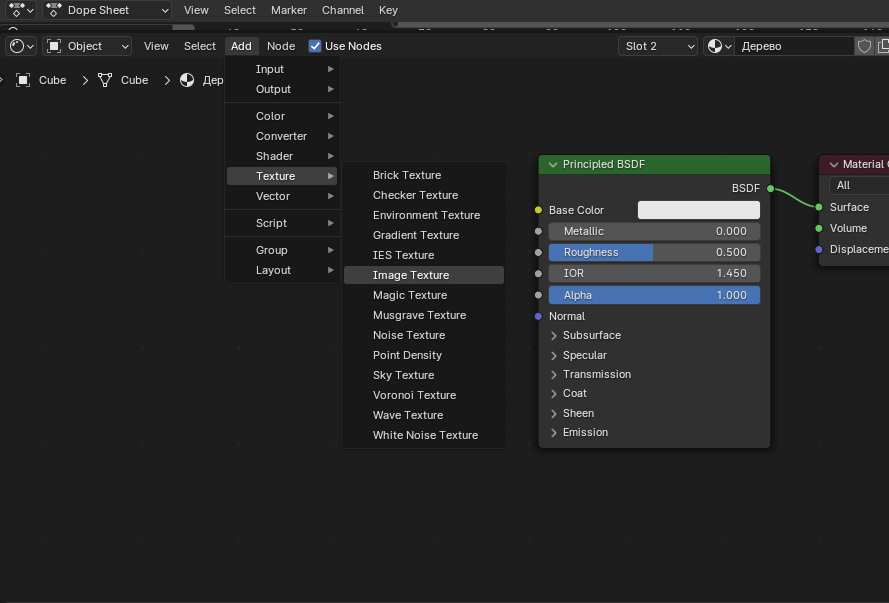 Dope Sheet View Select Marker Channel Key
Object View Select Add Node Use Nodes Slot 2 Дерево
Cube Cube Дер
Input
Output
Color
Converter
Shader
Texture
Vector
Script
Group
Layout
Brick Texture
Checker Texture
Environment Texture
Gradient Texture
IES Texture
Image Texture
Magic Texture
Musgrave Texture
Noise Texture
Point Density
Sky Texture
Voronoi Texture
Wave Texture
White Noise Texture
Principled BSDF
BSDF
Base Color
Metallic 0.000
Roughness 0.500
IOR 1.450
Alpha 1.000
Normal
Subsurface
Specular
Transmission
Coat
Sheen
Emission
Material
All
Surface
Volume
Displaceme